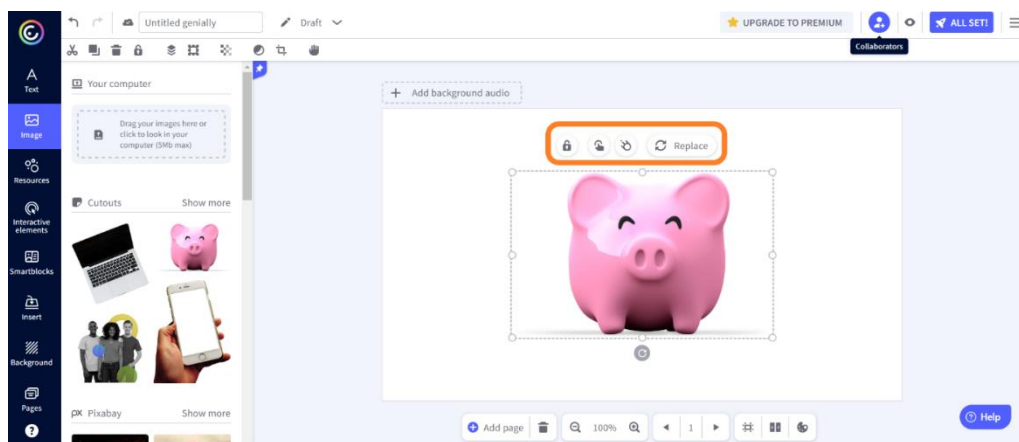 Untitled genially
Draft
UPGRADE TO PREMIUM
ALL SET!
Collaborators
Text
Image
Resources
Interactive
elements
Smartblocks
Insert
Background
Pages
Your computer
Drag your images here or
click to look in your
computer (5Mb max)
Cutouts
Show more
px Pixabay
Show more
+ Add background audio
Replace
Add page
100%
1
? Help